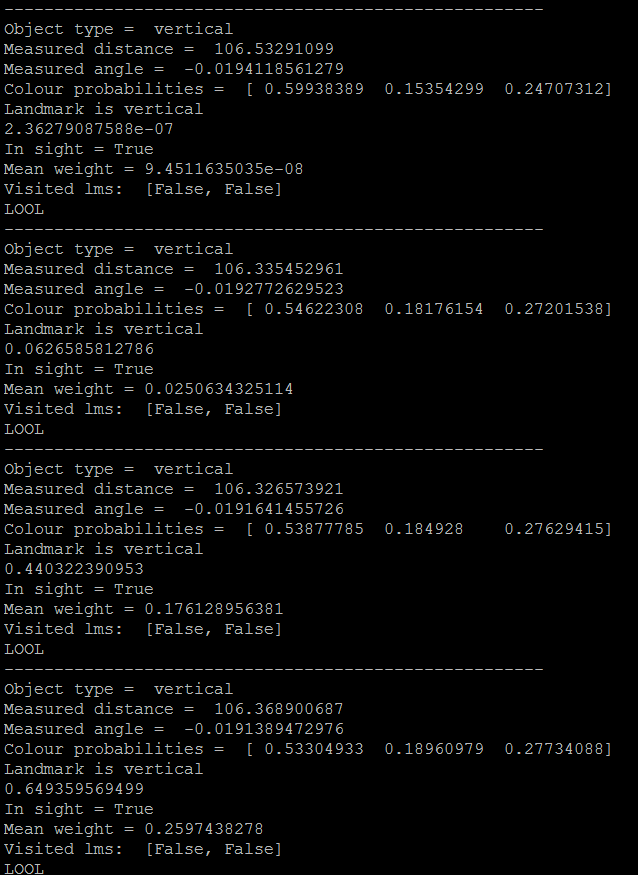 ------------------------------------------------------
Object type =  vertical
Measured distance =  106.53291099
Measured angle =  -0.0194118561279
Colour probabilities =  [ 0.59938389  0.15354299  0.24707312]
Landmark is vertical
2.36279087588e-07
In sight = True
Mean weight = 9.4511635035e-08
Visited lms:  [False, False]
LOOL
------------------------------------------------------
Object type =  vertical
Measured distance =  106.335452961
Measured angle =  -0.0192772629523
Colour probabilities =  [ 0.54622308  0.18176154  0.27201538]
Landmark is vertical
0.0626585812786
In sight = True
Mean weight = 0.0250634325114
Visited lms:  [False, False]
LOOL
------------------------------------------------------
Object type =  vertical
Measured distance =  106.326573921
Measured angle =  -0.0191641455726
Colour probabilities =  [ 0.53877785  0.184928    0.27629415]
Landmark is vertical
0.440322390953
In sight = True
Mean weight = 0.176128956381
Visited lms:  [False, False]
LOOL
------------------------------------------------------
Object type =  vertical
Measured distance =  106.368900687
Measured angle =  -0.0191389472976
Colour probabilities =  [ 0.53304933  0.18960979  0.27734088]
Landmark is vertical
0.649359569499
In sight = True
Mean weight = 0.2597438278
Visited lms:  [False, False]
LOOL